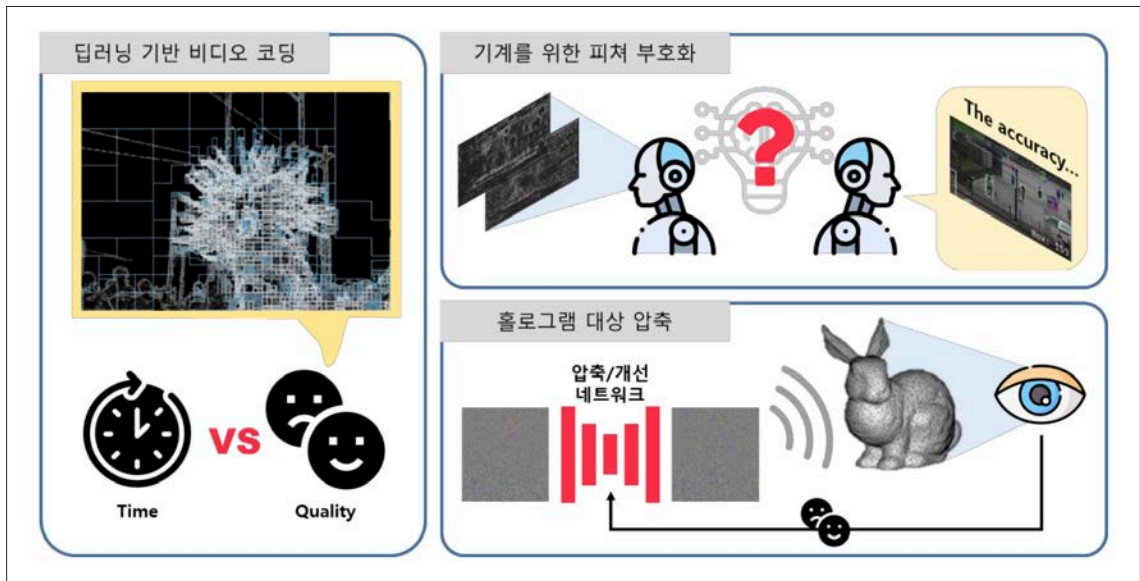 딥러닝 기반 비디오 코딩
Time
vs
Quality
기계를 위한 피쳐 부호화
?
The accuracy...
홀로그램 대상 압축
압축/개선
네트워크